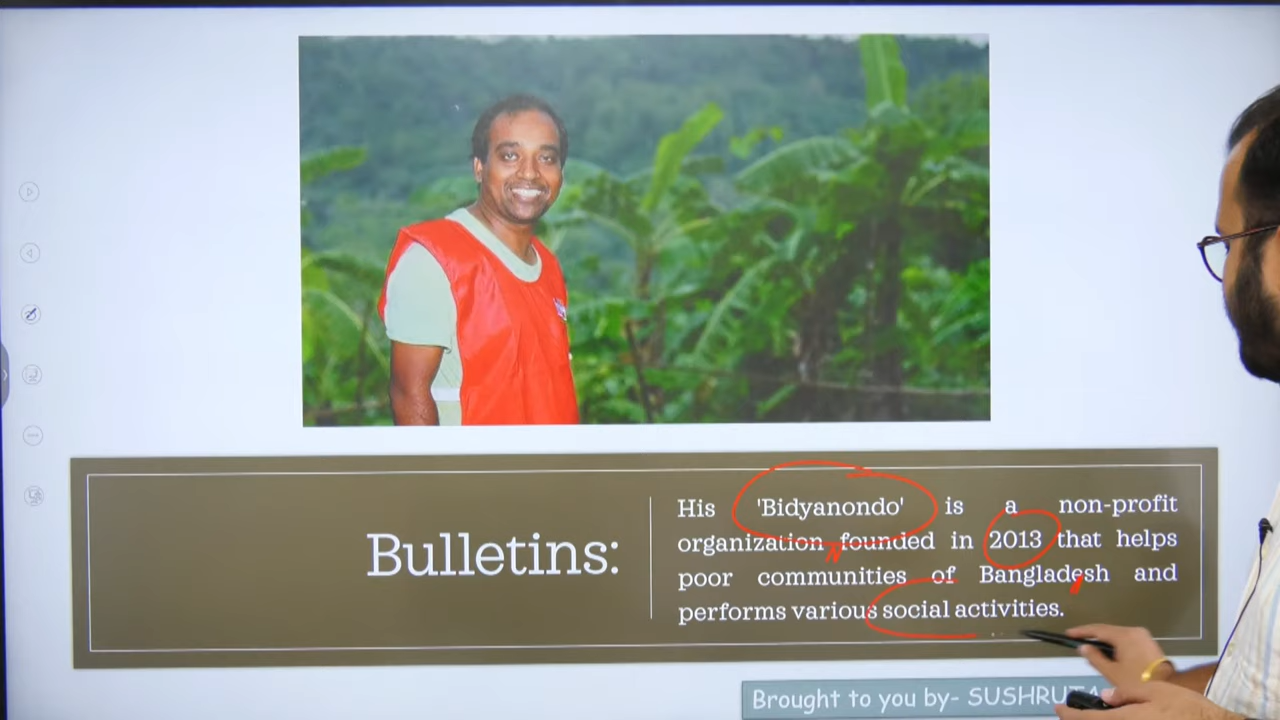 Bulletins:
His 'Bidyanondo' is a non-profit
organization founded in 2013 that helps
poor communities of Bangladesh and
performs various social activities.
Brought to you by- SUSHRUTA